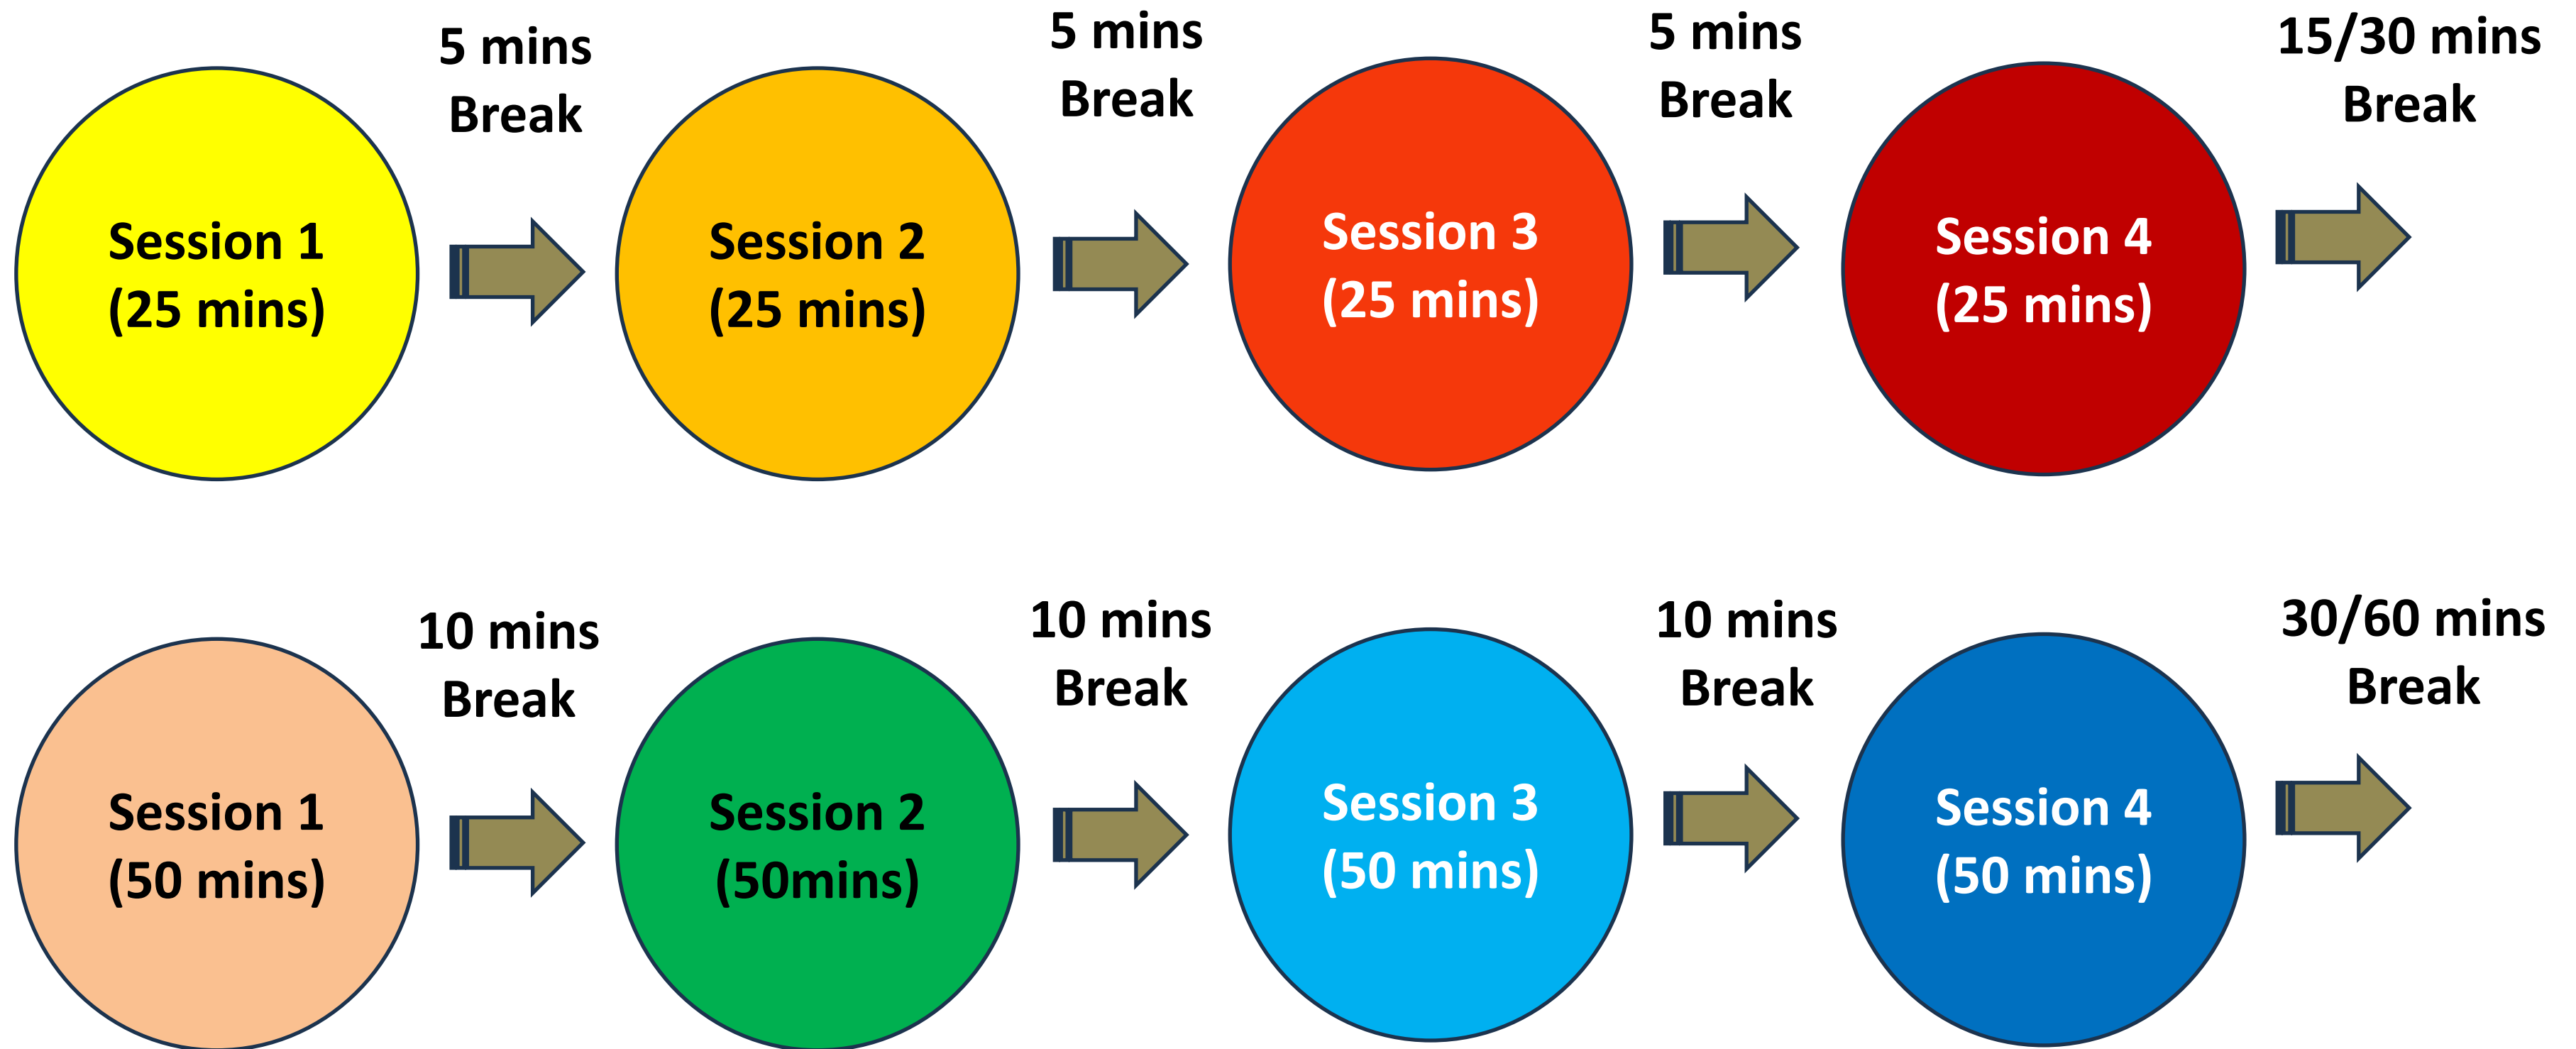 5 mins
Break
5 mins
Break
5 mins
Break
15/30 mins
Break
Session 1
(25 mins)
Session 2
(25 mins)
Session 3
(25 mins)
Session 4
(25 mins)
10 mins
Break
10 mins
Break
10 mins
Break
30/60 mins
Break
Session 1
(50 mins)
Session 2
(50mins)
Session 3
(50 mins)
Session 4
(50 mins)